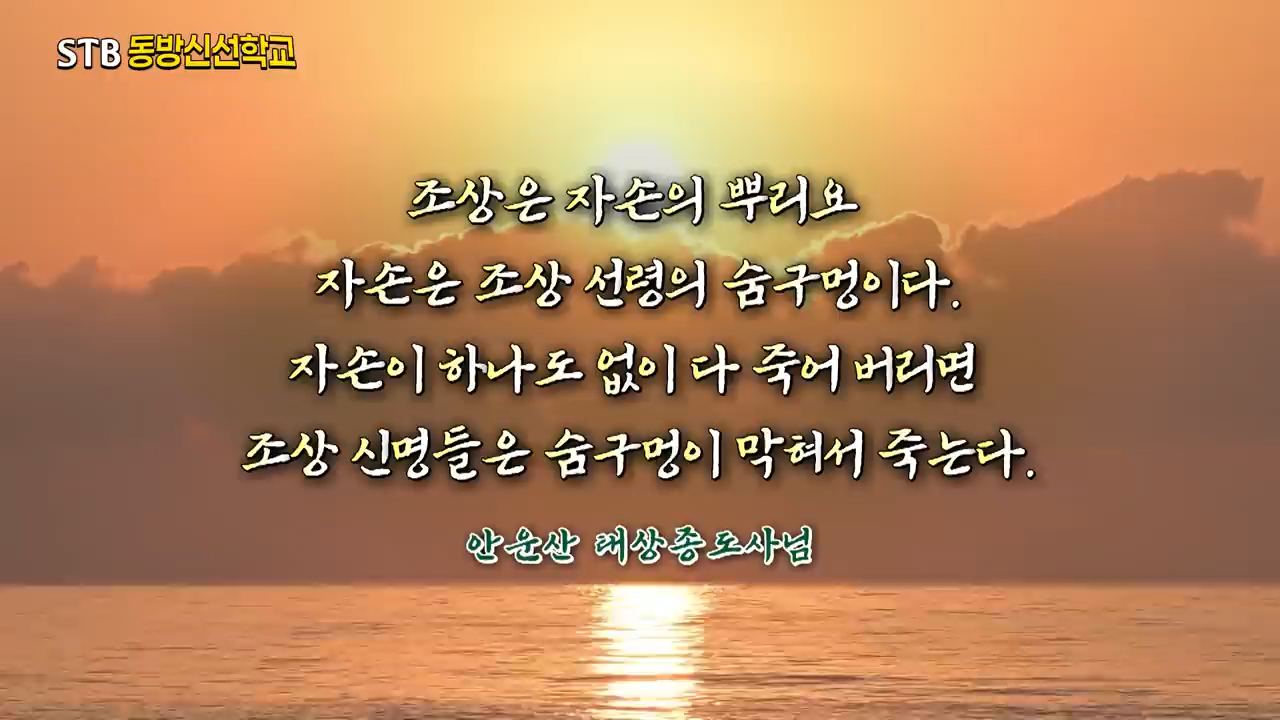 STB 동방신선학교
조상은 자손의 뿌리요
자손은 조상 선령의 숨구멍이다.
자손이 하나도 없이 다 죽어 버리면
조상 신명들은 숨구멍이 막혀서 죽는다.
안운산 태상종도사님